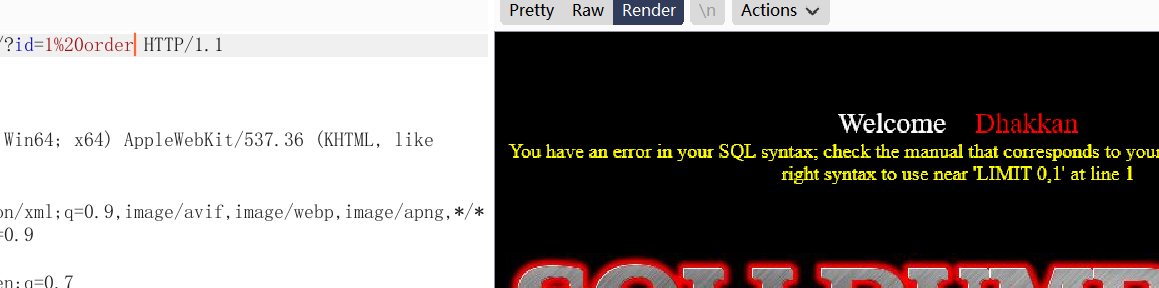 Pretty Raw Render \n Actions
/?id=1%20order HTTP/1.1
Win64; x64) AppleWebKit/537.36 (KHTML, like
Welcome Dhakkan
You have an error in your SQL syntax; check the manual that corresponds to your
right syntax to use near 'LIMIT 0,1' at line 1
on/xml;q=0.9,image/avif,image/webp,image/apng,*/*
=0.9
en;q=0.7